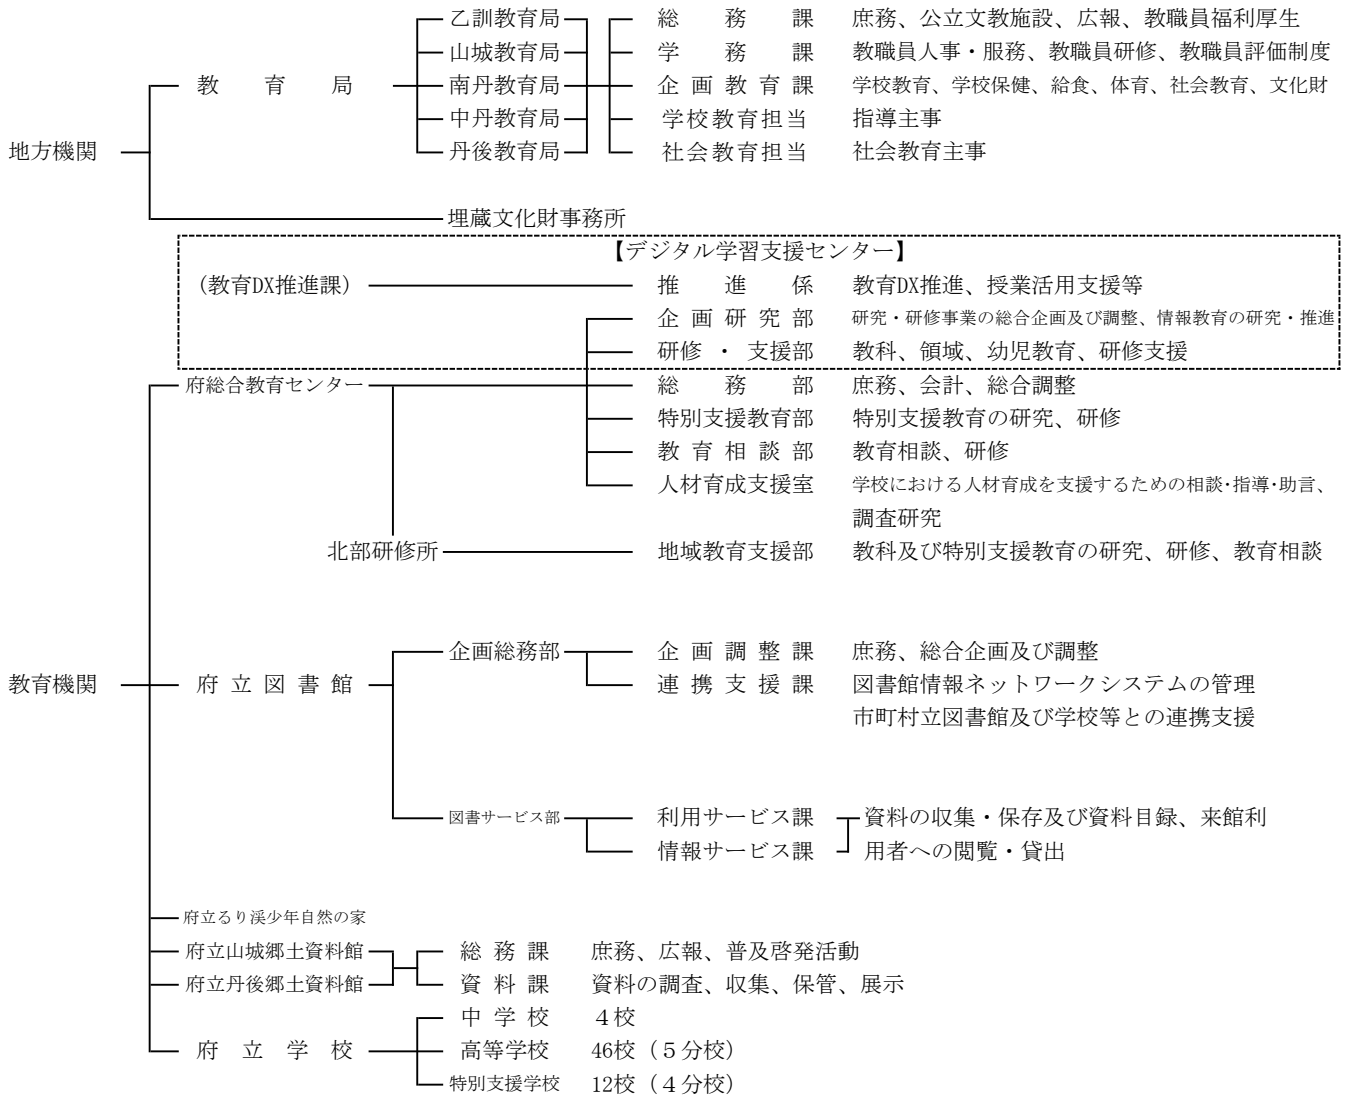 乙訓教育局 総務課 庶務、公立文教施設、広報、教職員福利厚生
山城教育局 学務課 教職員人事・服務、教職員研修、教職員評価制度
教育局 南丹教育局 企画教育課 学校教育、学校保健、給食、体育、社会教育、文化財
中丹教育局 学校教育担当 指導主事
地方機関 丹後教育局 社会教育担当 社会教育主事
埋蔵文化財事務所
【デジタル学習支援センター】
（教育DX推進課） 推進係 教育DX推進、授業活用支援等
企画研究部 研究・研修事業の総合企画及び調整、情報教育の研究・推進
研修・支援部 教科、領域、幼児教育、研修支援
府総合教育センター 総務部 庶務、会計、総合調整
特別支援教育部 特別支援教育の研究、研修
教育相談部 教育相談、研修
人材育成支援室 学校における人材育成を支援するための相談・指導・助言、
調査研究
北部研修所 地域教育支援部 教科及び特別支援教育の研究、研修、教育相談
企画総務部 企画調整課 庶務、総合企画及び調整
教育機関 府立図書館 連携支援課 図書館情報ネットワークシステムの管理
市町村立図書館及び学校等との連携支援
図書サービス部 利用サービス課 資料の収集・保存及び資料目録、来館利
情報サービス課 用者への閲覧・貸出
府立るり渓少年自然の家
府立山城郷土資料館 総務課 庶務、広報、普及啓発活動
府立丹後郷土資料館 資料課 資料の調査、収集、保管、展示
中学校 ４校
府立学校 高等学校 46校（５分校）
特別支援学校 12校（４分校）